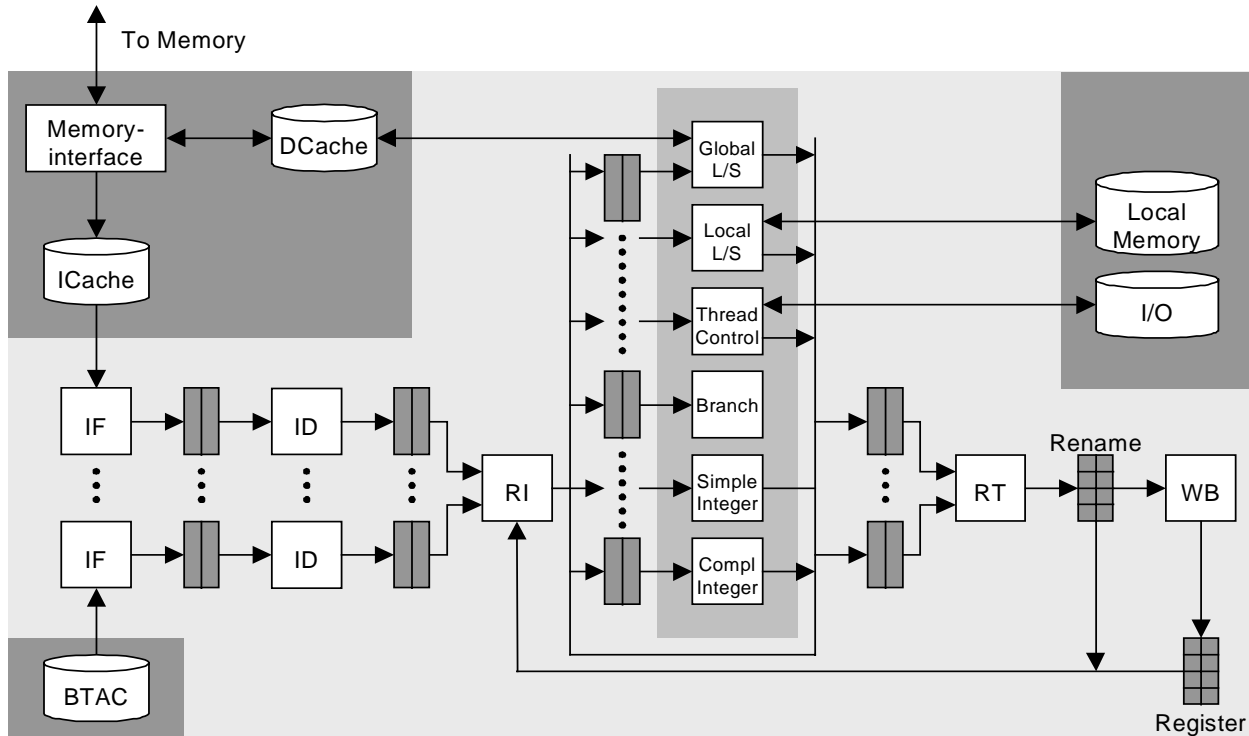 To Memory
Memory-
interface
DCache
Global
L/S
Local
Memory
Local
L/S
ICache
Thread
Control
I/O
IF
ID
Branch
Rename
RI
Simple
Integer
RT
WB
IF
ID
Compl
Integer
BTAC
Register